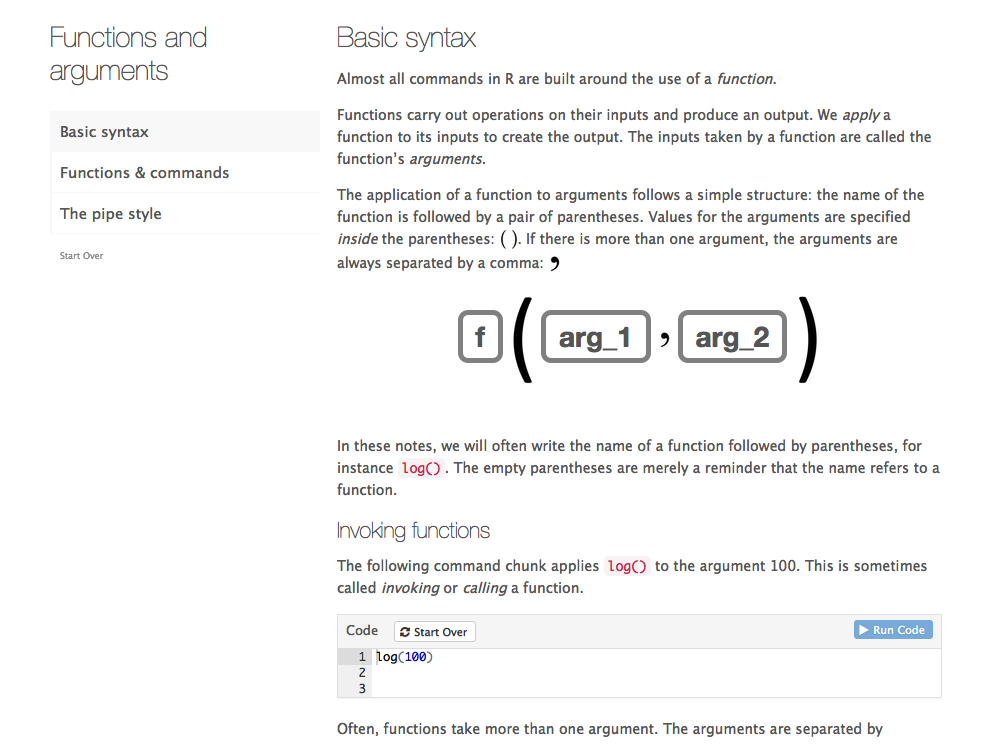 Functions and
arguments
Basic syntax
Functions & commands
The pipe style
Start Over
Basic syntax
Almost all commands in R are built around the use of a function.
Functions carry out operations on their inputs and produce an output. We apply a
function to its inputs to create the output. The inputs taken by a function are called the
function’s arguments.
The application of a function to arguments follows a simple structure: the name of the
function is followed by a pair of parentheses. Values for the arguments are specified
inside the parentheses: ( ). If there is more than one argument, the arguments are
always separated by a comma: ,
f ( arg_1 , arg_2 )
In these notes, we will often write the name of a function followed by parentheses, for
instance log() . The empty parentheses are merely a reminder that the name refers to a
function.
Invoking functions
The following command chunk applies log() to the argument 100. This is sometimes
called invoking or calling a function.
Code Start Over Run Code
1 log(100)
2
3
Often, functions take more than one argument. The arguments are separated by